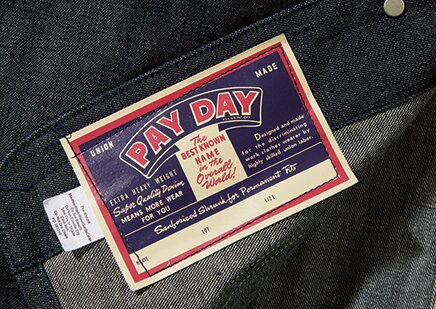 UNION MADE
PAY DAY
The
BEST KNOWN
NAME
in the
Overall
World!
EXTRA HEAVY WEIGHT
Super Quality Denim
MEANS MORE WEAR
FOR YOU
Designed and made
for the discriminating
work clothes wearer by
highly skilled union labor.
Sanforized Shrunk for Permanent Fit
LOT SIZE